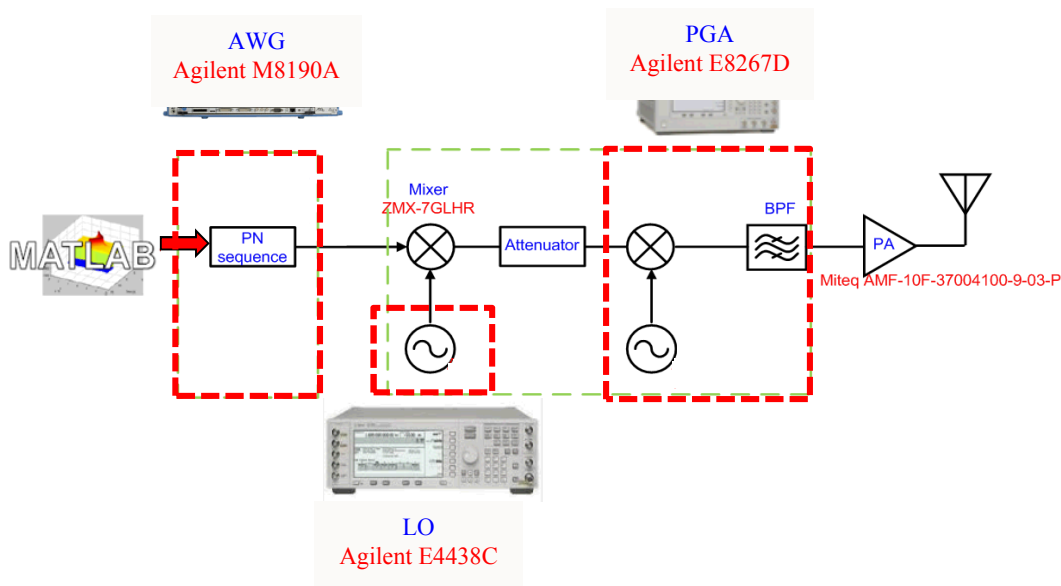 AWG
Agilent M8190A
PGA
Agilent E8267D
Mixer
ZMX-7GLHR
BPF
MATLAB
PN
sequence
Attenuator
PA
Miteq AMF-10F-37004100-9-03-P
LO
Agilent E4438C